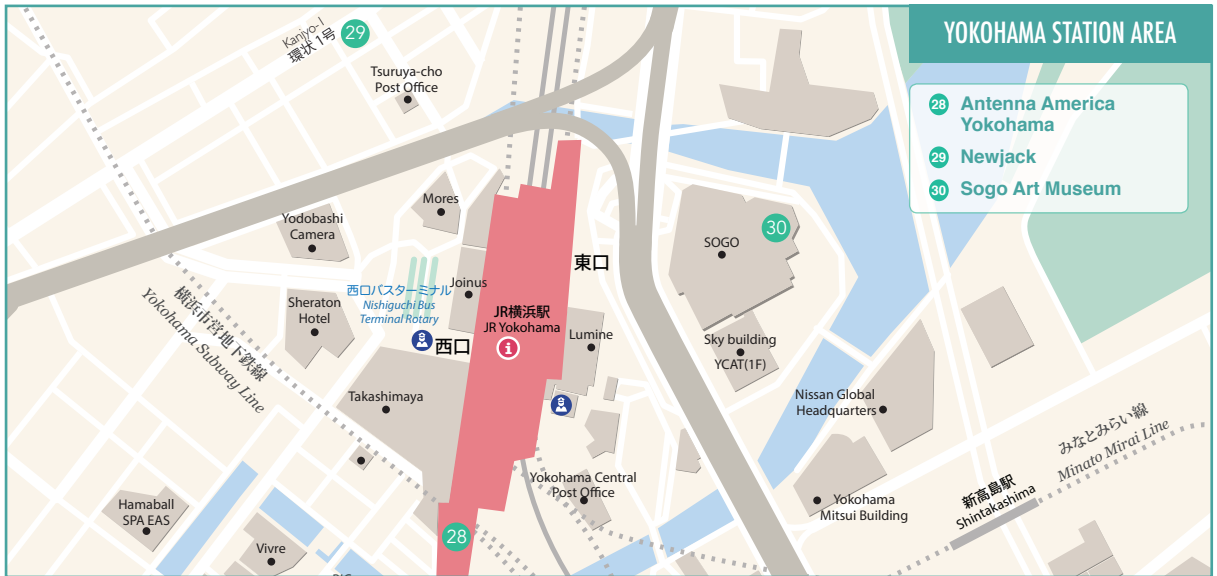 YOKOHAMA STATION AREA
28 Antenna America
Yokohama
29 Newjack
30 Sogo Art Museum
Kanjyo-1
環状1号
29
Tsuruya-cho
Post Office
Mores
Yodobashi
Camera
30
SOGO
東口
西口バスターミナル
Nishiguchi Bus
Terminal Rotary
Joinus
JR横浜駅
JR Yokohama
i
Sheraton
Hotel
西口
Lumine
Sky building
YCAT(1F)
横浜市営地下鉄線
Yokohama Subway Line
Takashimaya
Nissan Global
Headquarters
みなとみらい線
Minato Mirai Line
Yokohama Central
Post Office
新高島駅
Shintakashima
Yokohama
Mitsui Building
Hamaball
SPA EAS
28
Vivre